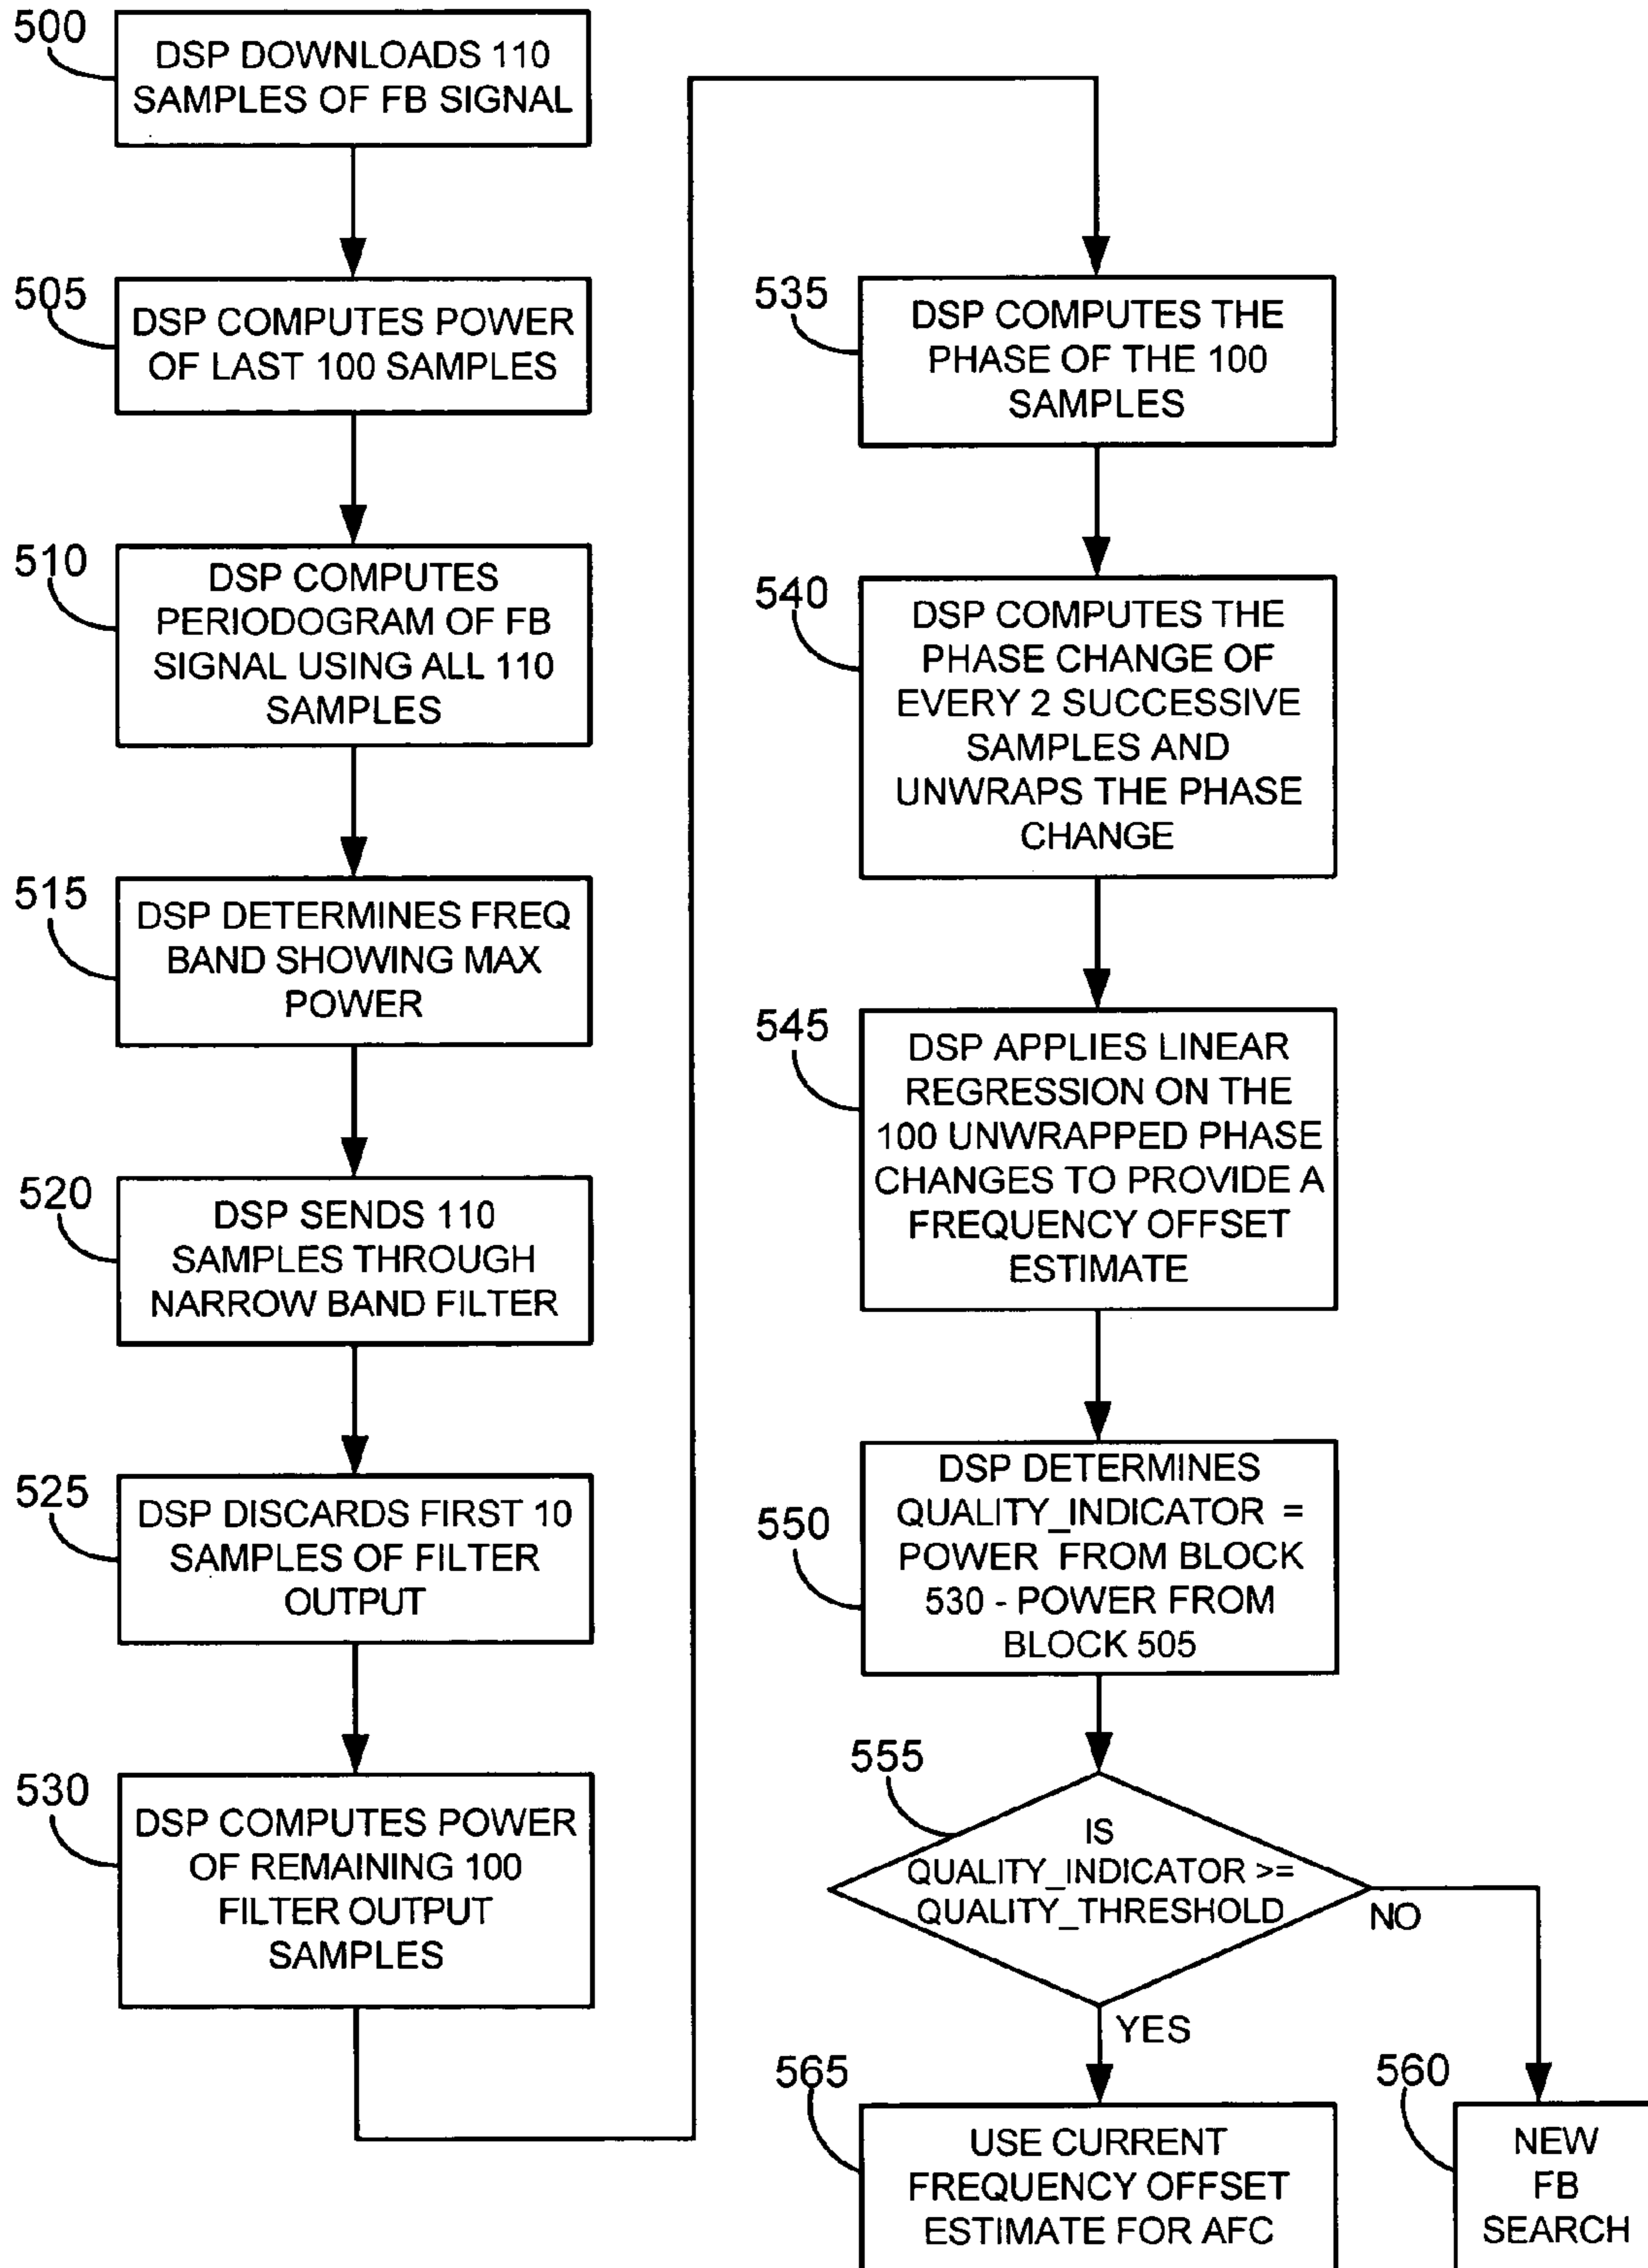 500
DSP DOWNLOADS 110
SAMPLES OF FB SIGNAL
505
DSP COMPUTES POWER
OF LAST 100 SAMPLES
510
DSP COMPUTES
PERIODOGRAM OF FB
SIGNAL USING ALL 110
SAMPLES
515
DSP DETERMINES FREQ
BAND SHOWING MAX
POWER
520
DSP SENDS 110
SAMPLES THROUGH
NARROW BAND FILTER
525
DSP DISCARDS FIRST 10
SAMPLES OF FILTER
OUTPUT
530
DSP COMPUTES POWER
OF REMAINING 100
FILTER OUTPUT
SAMPLES
535
DSP COMPUTES THE
PHASE OF THE 100
SAMPLES
540
DSP COMPUTES THE
PHASE CHANGE OF
EVERY 2 SUCCESSIVE
SAMPLES AND
UNWRAPS THE PHASE
CHANGE
545
DSP APPLIES LINEAR
REGRESSION ON THE
100 UNWRAPPED PHASE
CHANGES TO PROVIDE A
FREQUENCY OFFSET
ESTIMATE
550
DSP DETERMINES
QUALITY_INDICATOR =
POWER FROM BLOCK
530 - POWER FROM
BLOCK 505
555
IS
QUALITY_INDICATOR >=
QUALITY_THRESHOLD
NO
YES
565
USE CURRENT
FREQUENCY OFFSET
ESTIMATE FOR AFC
560
NEW
FB
SEARCH